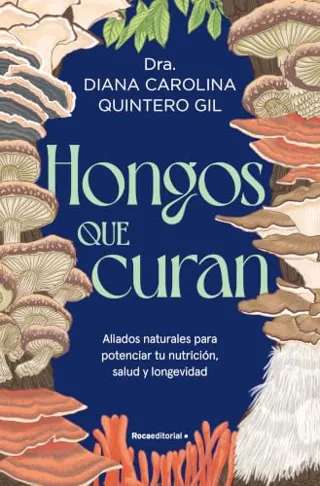 Dra.
DIANA CAROLINA
QUINTERO GIL
Hongos
QUE
curan
Aliados naturales para
potenciar tu nutrición,
salud y longevidad
Rocaeditorial